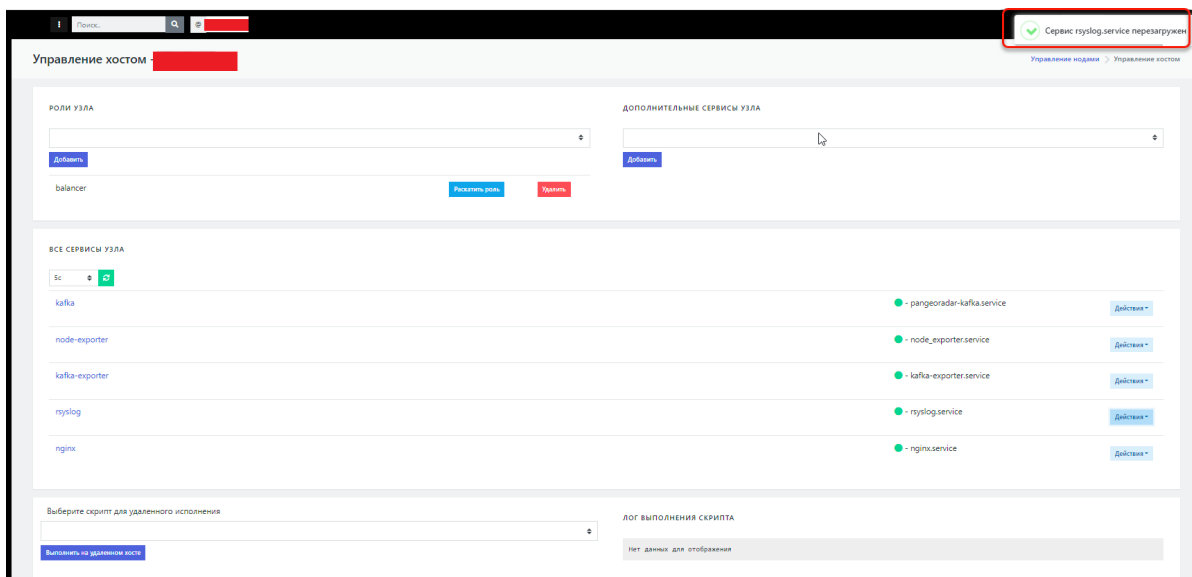 Поиск..
@
Сервис rsyslog.service перезагружен
Управление хостом -
Управление нодами > Управление хостом
РОЛИ УЗЛА
Добавить
balancer
Раскатить роль
Удалить
ДОПОЛНИТЕЛЬНЫЕ СЕРВИСЫ УЗЛА
Добавить
ВСЕ СЕРВИСЫ УЗЛА
5с
kafka - pangeoradar-kafka.service Действия
node-exporter - node_exporter.service Действия
kafka-exporter - kafka-exporter.service Действия
rsyslog - rsyslog.service Действия
nginx - nginx.service Действия
Выберите скрипт для удаленного исполнения
Выполнить на удаленном хосте
ЛОГ ВЫПОЛНЕНИЯ СКРИПТА
Нет данных для отображения